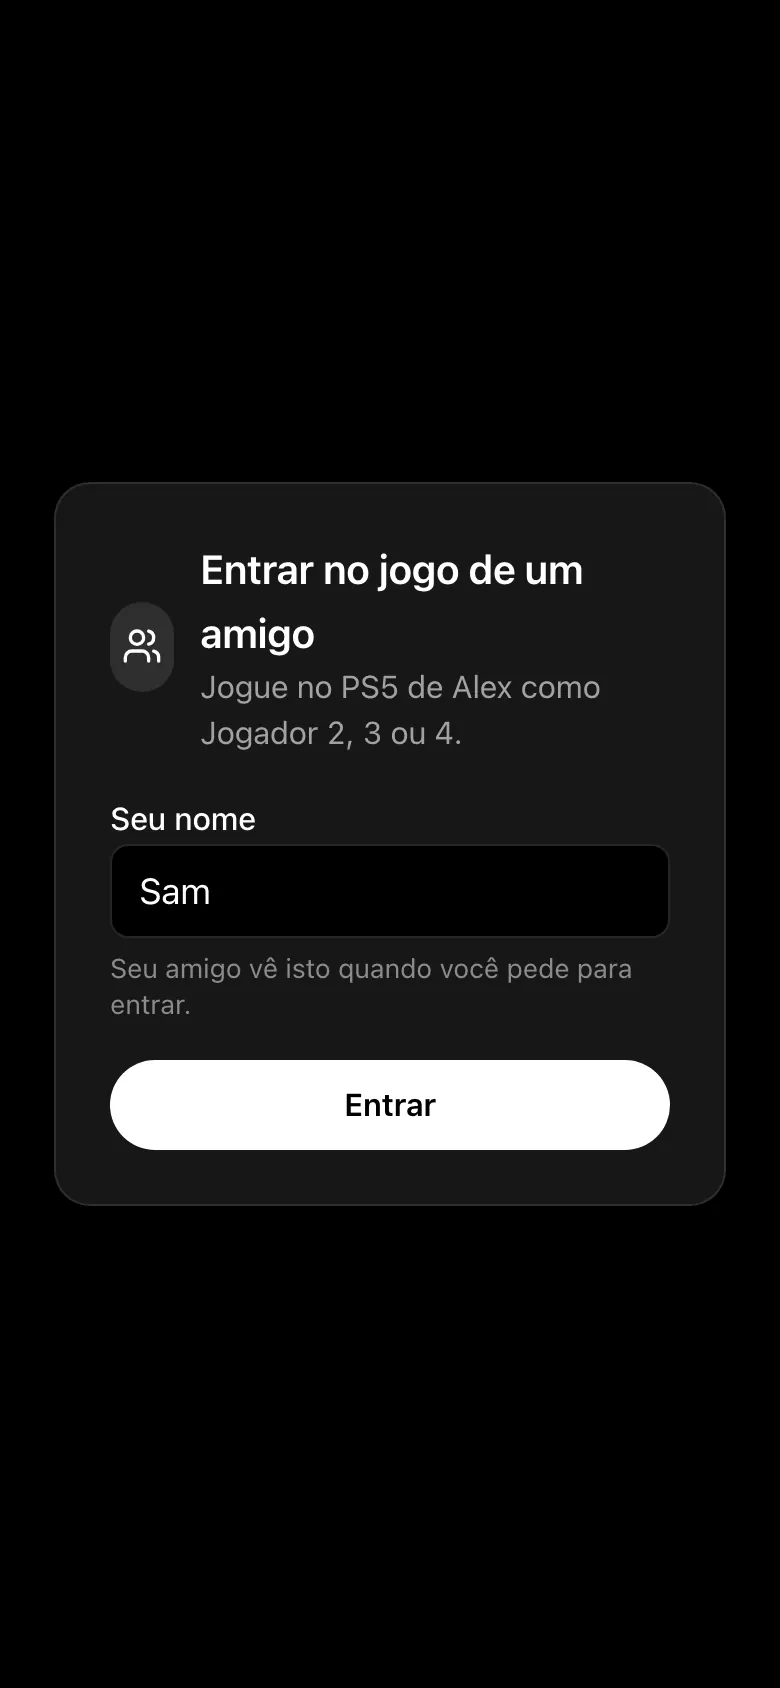 Entrar no jogo de um
amigo
Jogue no PS5 de Alex como
Jogador 2, 3 ou 4.
Seu nome
Sam
Seu amigo vê isto quando você pede para
entrar.
Entrar